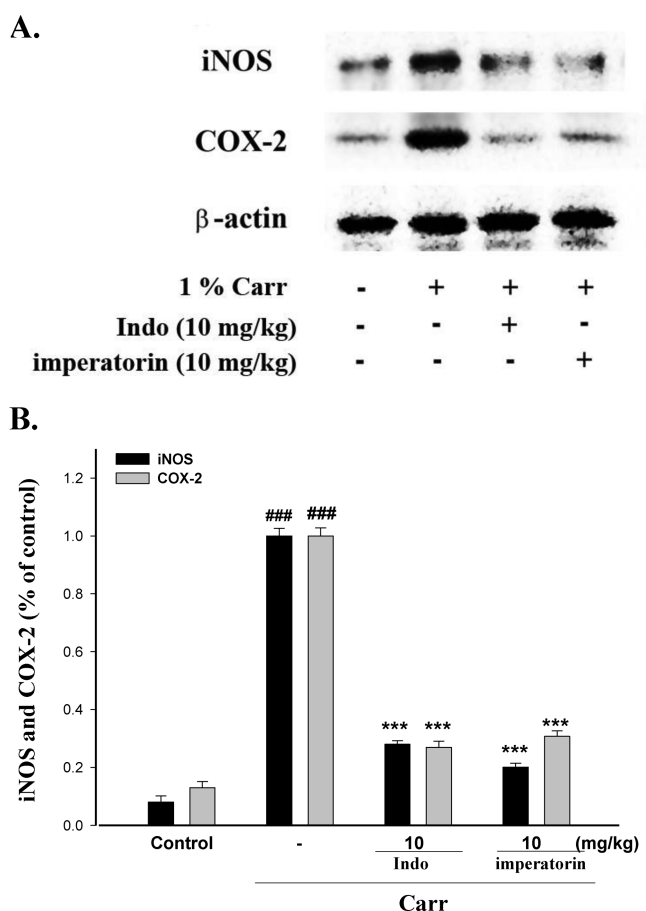 A.
iNOS
COX-2
β-actin
1 % Carr - + + +
Indo (10 mg/kg) - - + -
imperatorin (10 mg/kg) - - - +
B.
iNOS
COX-2
iNOS and COX-2 (% of control)
1.2
1.0
0.8
0.6
0.4
0.2
0.0
### ###
*** *** *** ***
Control - 10 10 (mg/kg)
Indo imperatorin
Carr